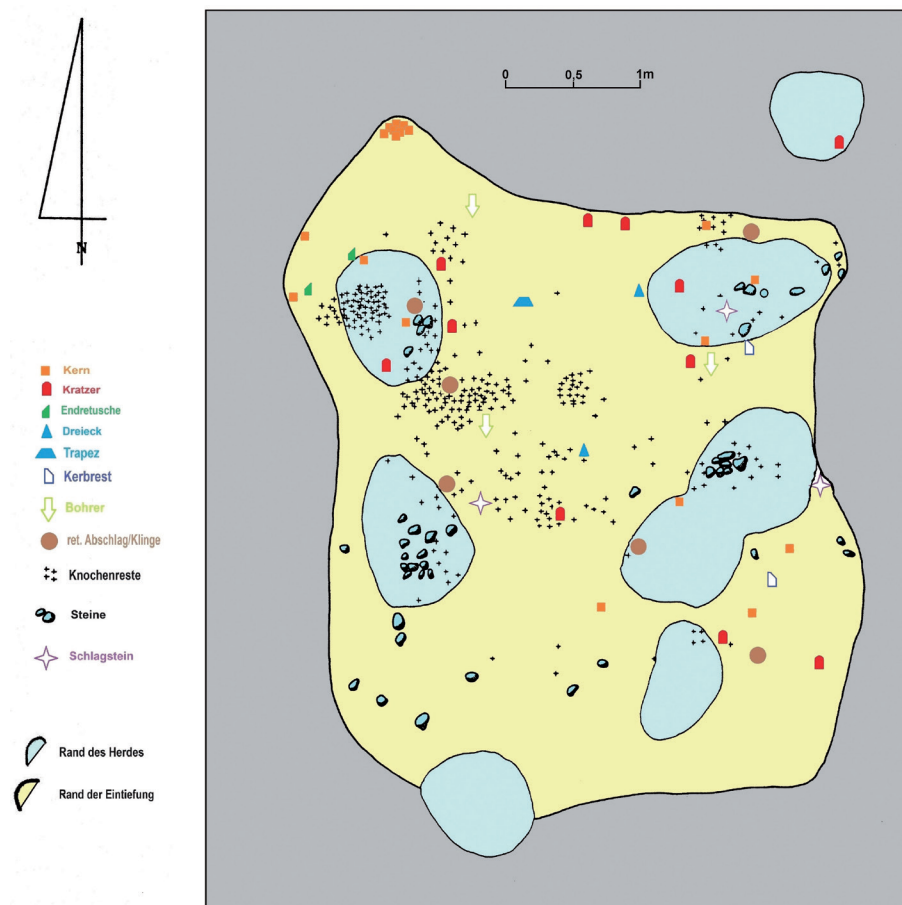 0 0,5 1m
N
Kern
Kratzer
Endretusche
Dreieck
Trapez
Kerbrest
Bohrer
ret. Abschlag/Klinge
Knochenreste
Steine
Schlagstein
Rand des Herdes
Rand der Eintiefung